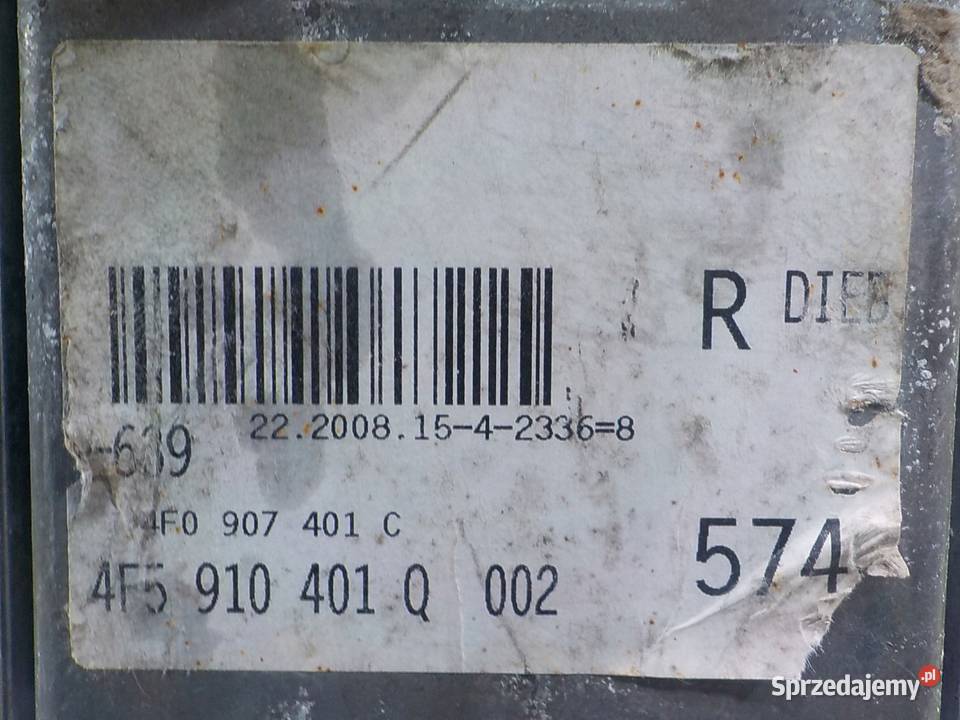 R DIEB
22.2008.15-4-2336=8
-639
4F0 907 401 C
574
4F5 910 401 Q 002
Sprzedajemy.pl